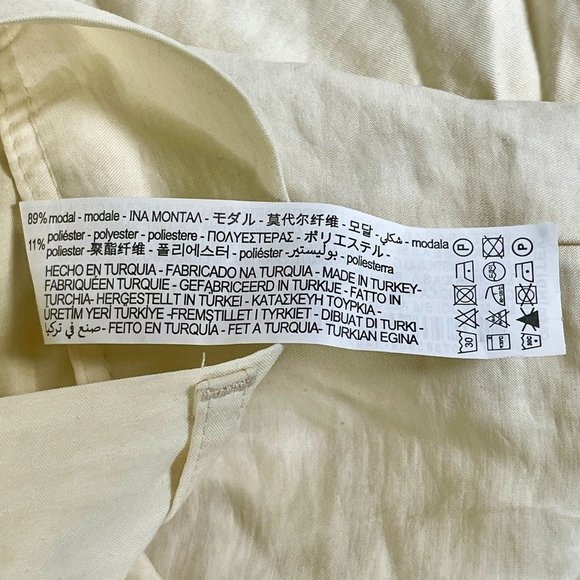 89% modal - modale - ΙΝΑ ΜΟΝΤΑΛ - モダル - 莫代尔纤维 - 모달 - شكلي - modala
11% poliéster - polyester - poliestere - ΠΟΛΥΕΣΤΕΡΑΣ - ポリエステル -
poliester -聚酯纤维 - 폴리에스터 - poliéster - بوليستير - poliesterra
HECHO EN TURQUIA - FABRICADO NA TURQUIA - MADE IN TURKEY-
FABRIQUÉEN TURQUIE - GEFABRICEERD IN TURKIJE - FATTO IN
TURCHIA- HERGESTELLT IN TÜRKEI - ΚΑΤΑΣΚΕΥΗ ΤΟΥΡΚΙΑ -
ÜRETİM YERİ TÜRKİYE -FREMSTILLET I TYRKIET - DIBUAT DI TURKI -
صنع في تركيا - FEITO EN TURQUÍA - FET A TURQUIA - TURKIAN EGINA
P P
30